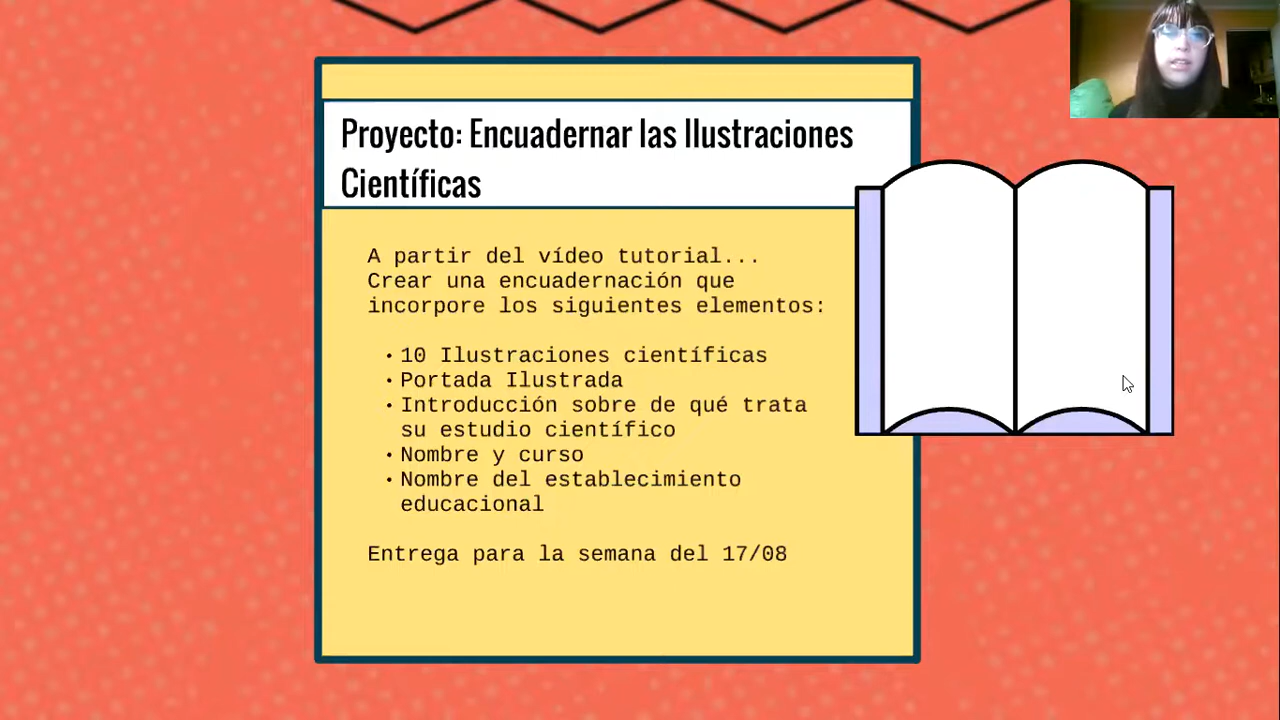 Proyecto: Encuadernar las Ilustraciones
Científicas
A partir del vídeo tutorial...
Crear una encuadernación que
incorpore los siguientes elementos:
• 10 Ilustraciones científicas
• Portada Ilustrada
• Introducción sobre de qué trata
su estudio científico
• Nombre y curso
• Nombre del establecimiento
educacional
Entrega para la semana del 17/08